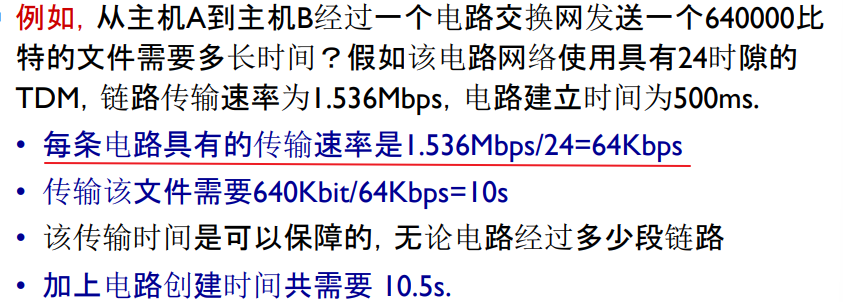 例如, 从主机A到主机B经过一个电路交换网发送一个640000比
特的文件需要多长时间？假如该电路网络使用具有24时隙的
TDM, 链路传输速率为1.536Mbps, 电路建立时间为500ms.
• 每条电路具有的传输速率是1.536Mbps/24=64Kbps
• 传输该文件需要640Kbit/64Kbps=10s
• 该传输时间是可以保障的, 无论电路经过多少段链路
• 加上电路创建时间共需要 10.5s.